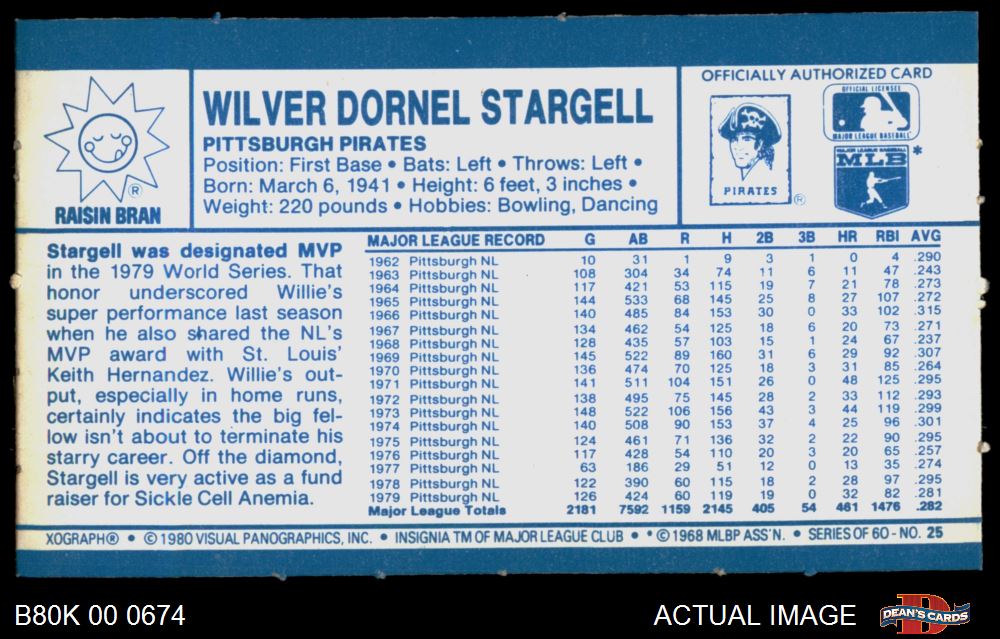 RAISIN BRAN
®
WILVER DORNEL STARGELL
PITTSBURGH PIRATES
Position: First Base • Bats: Left • Throws: Left •
Born: March 6, 1941 • Height: 6 feet, 3 inches •
Weight: 220 pounds • Hobbies: Bowling, Dancing
OFFICIALLY AUTHORIZED CARD
PIRATES
®
OFFICIAL LICENSEE
MAJOR LEAGUE BASEBALL
MAJOR LEAGUE BASEBALL
MLB *
Stargell was designated MVP
in the 1979 World Series. That
honor underscored Willie's
super performance last season
when he also shared the NL's
MVP award with St. Louis'
Keith Hernandez. Willie's out-
put, especially in home runs,
certainly indicates the big fel-
low isn't about to terminate his
starry career. Off the diamond,
Stargell is very active as a fund
raiser for Sickle Cell Anemia.
MAJOR LEAGUE RECORD G AB R H 2B 3B HR RBI AVG
1962 Pittsburgh NL 10 31 1 9 3 1 0 4 .290
1963 Pittsburgh NL 108 304 34 74 11 6 11 47 .243
1964 Pittsburgh NL 117 421 53 115 19 7 21 78 .273
1965 Pittsburgh NL 144 533 68 145 25 8 27 107 .272
1966 Pittsburgh NL 140 485 84 153 30 0 33 102 .315
1967 Pittsburgh NL 134 462 54 125 18 6 20 73 .271
1968 Pittsburgh NL 128 435 57 103 15 1 24 67 .237
1969 Pittsburgh NL 145 522 89 160 31 6 29 92 .307
1970 Pittsburgh NL 136 474 70 125 18 3 31 85 .264
1971 Pittsburgh NL 141 511 104 151 26 0 48 125 .295
1972 Pittsburgh NL 138 495 75 145 28 2 33 112 .293
1973 Pittsburgh NL 148 522 106 156 43 3 44 119 .299
1974 Pittsburgh NL 140 508 90 153 37 4 25 96 .301
1975 Pittsburgh NL 124 461 71 136 32 2 22 90 .295
1976 Pittsburgh NL 117 428 54 110 20 3 20 65 .257
1977 Pittsburgh NL 63 186 29 51 12 0 13 35 .274
1978 Pittsburgh NL 122 390 60 115 18 2 28 97 .295
1979 Pittsburgh NL 126 424 60 119 19 0 32 82 .281
Major League Totals 2181 7592 1159 2145 405 54 461 1476 .282
XOGRAPH® • © 1980 VISUAL PANOGRAPHICS, INC. • INSIGNIA TM OF MAJOR LEAGUE CLUB • *© 1968 MLBP ASS'N. • SERIES OF 60 - NO. 25
B80K 00 0674
ACTUAL IMAGE
DEAN'S CARDS